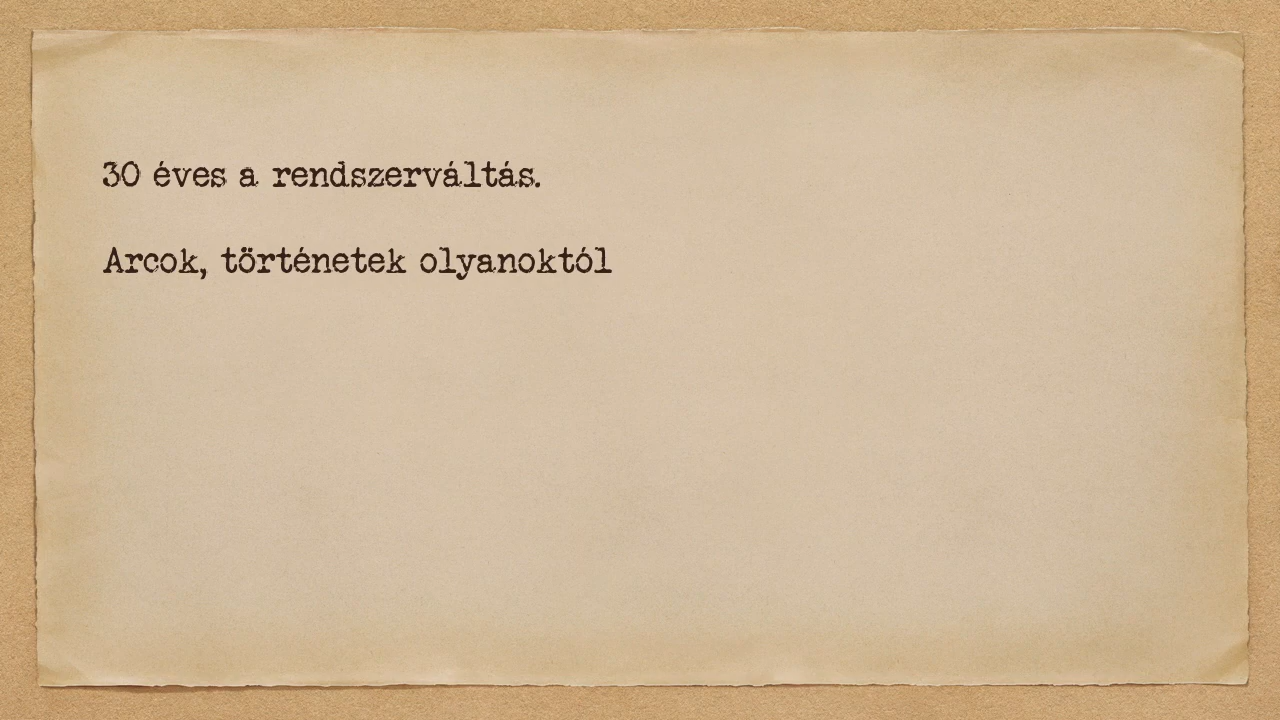 30 éves a rendszerváltás.
Arcok, történetek olyanoktól